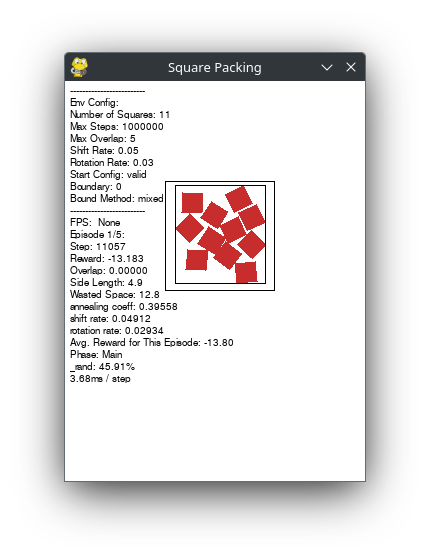 Square Packing
-------------------------
Env Config:
Number of Squares: 11
Max Steps: 1000000
Max Overlap: 5
Shift Rate: 0.05
Rotation Rate: 0.03
Start Config: valid
Boundary: 0
Bound Method: mixed
-------------------------
FPS:  None
Episode 1/5:
Step: 11057
Reward: -13.183
Overlap: 0.00000
Side Length: 4.9
Wasted Space: 12.8
annealing coeff: 0.39558
shift rate: 0.04912
rotation rate: 0.02934
Avg. Reward for This Episode: -13.80
Phase: Main
_rand: 45.91%
3.68ms / step